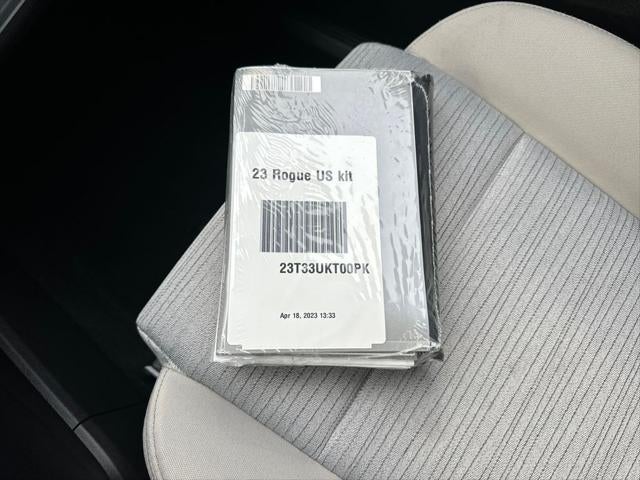 23 Rogue US kit
23T33UKT00PK
Apr 18, 2023 13:33